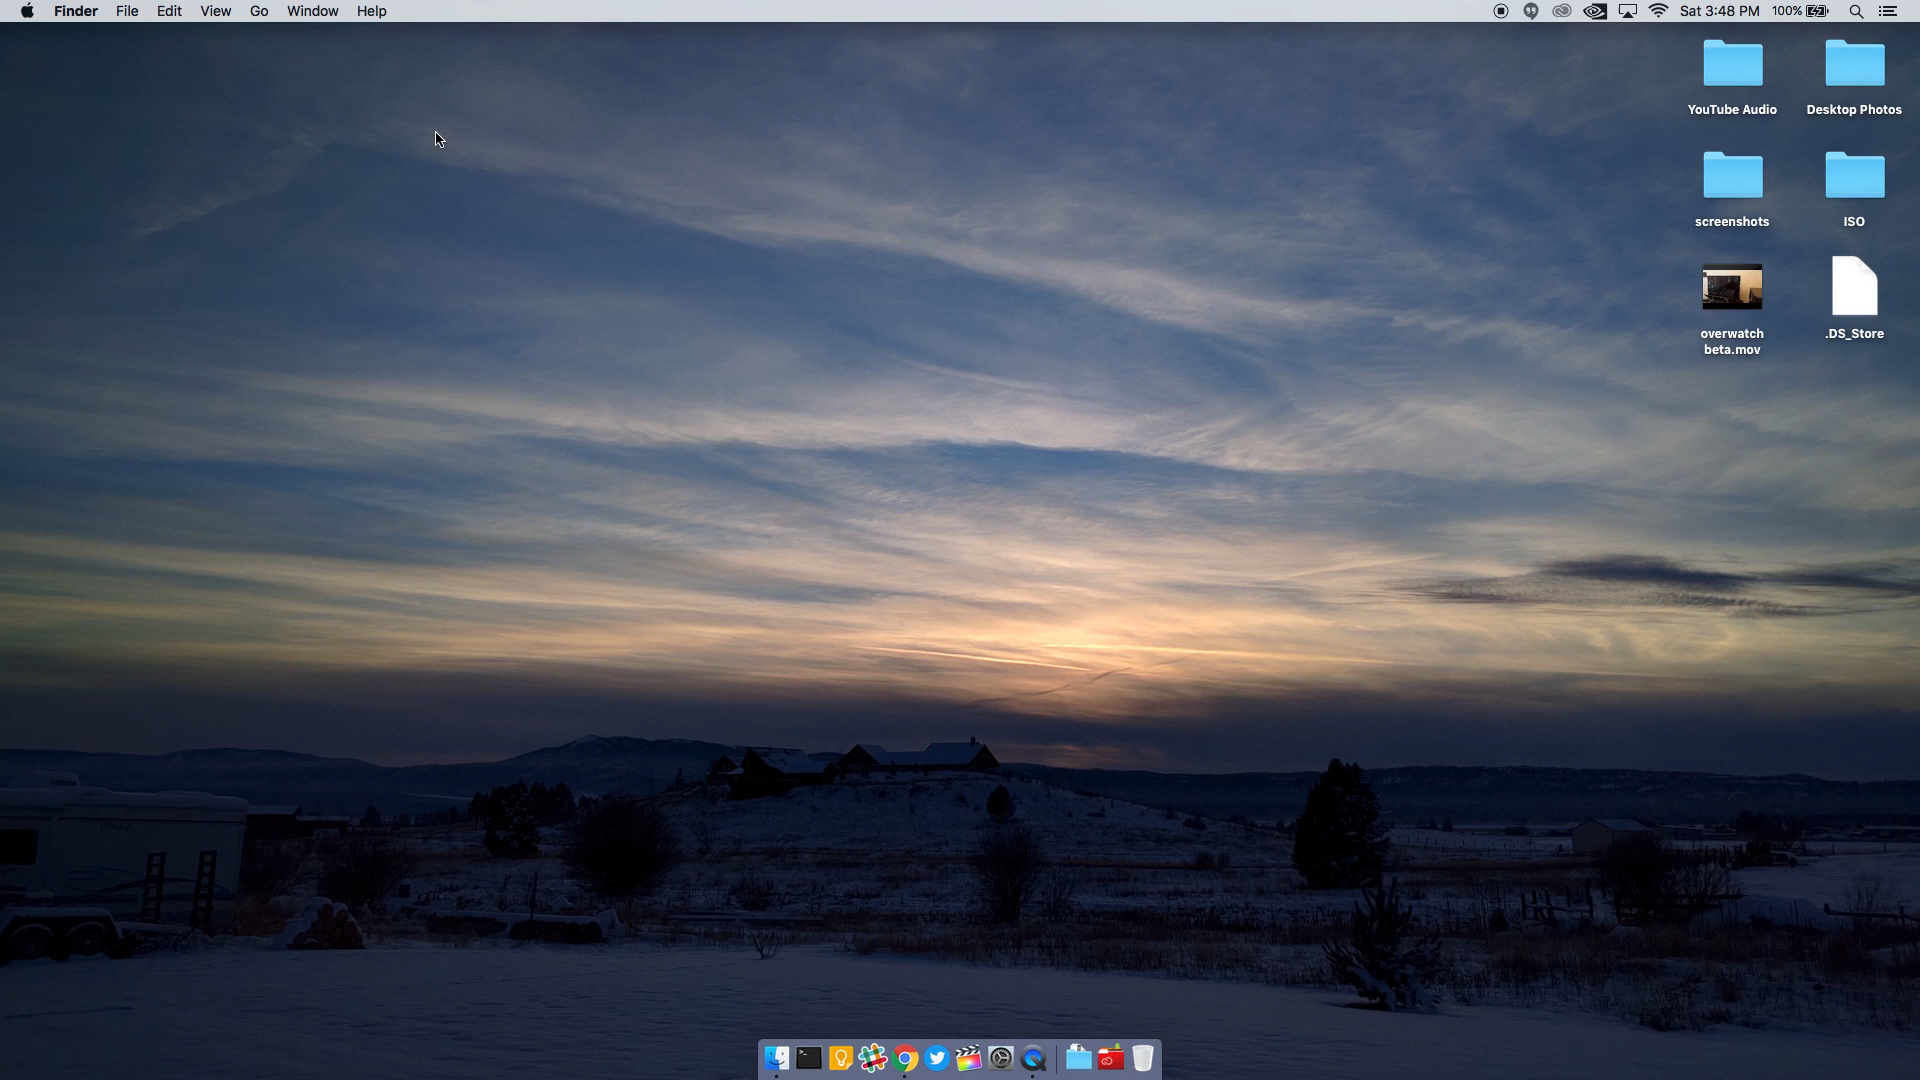 Finder File Edit View Go Window Help
Sat 3:48 PM 100%
YouTube Audio
Desktop Photos
screenshots
ISO
overwatch
beta.mov
.DS_Store